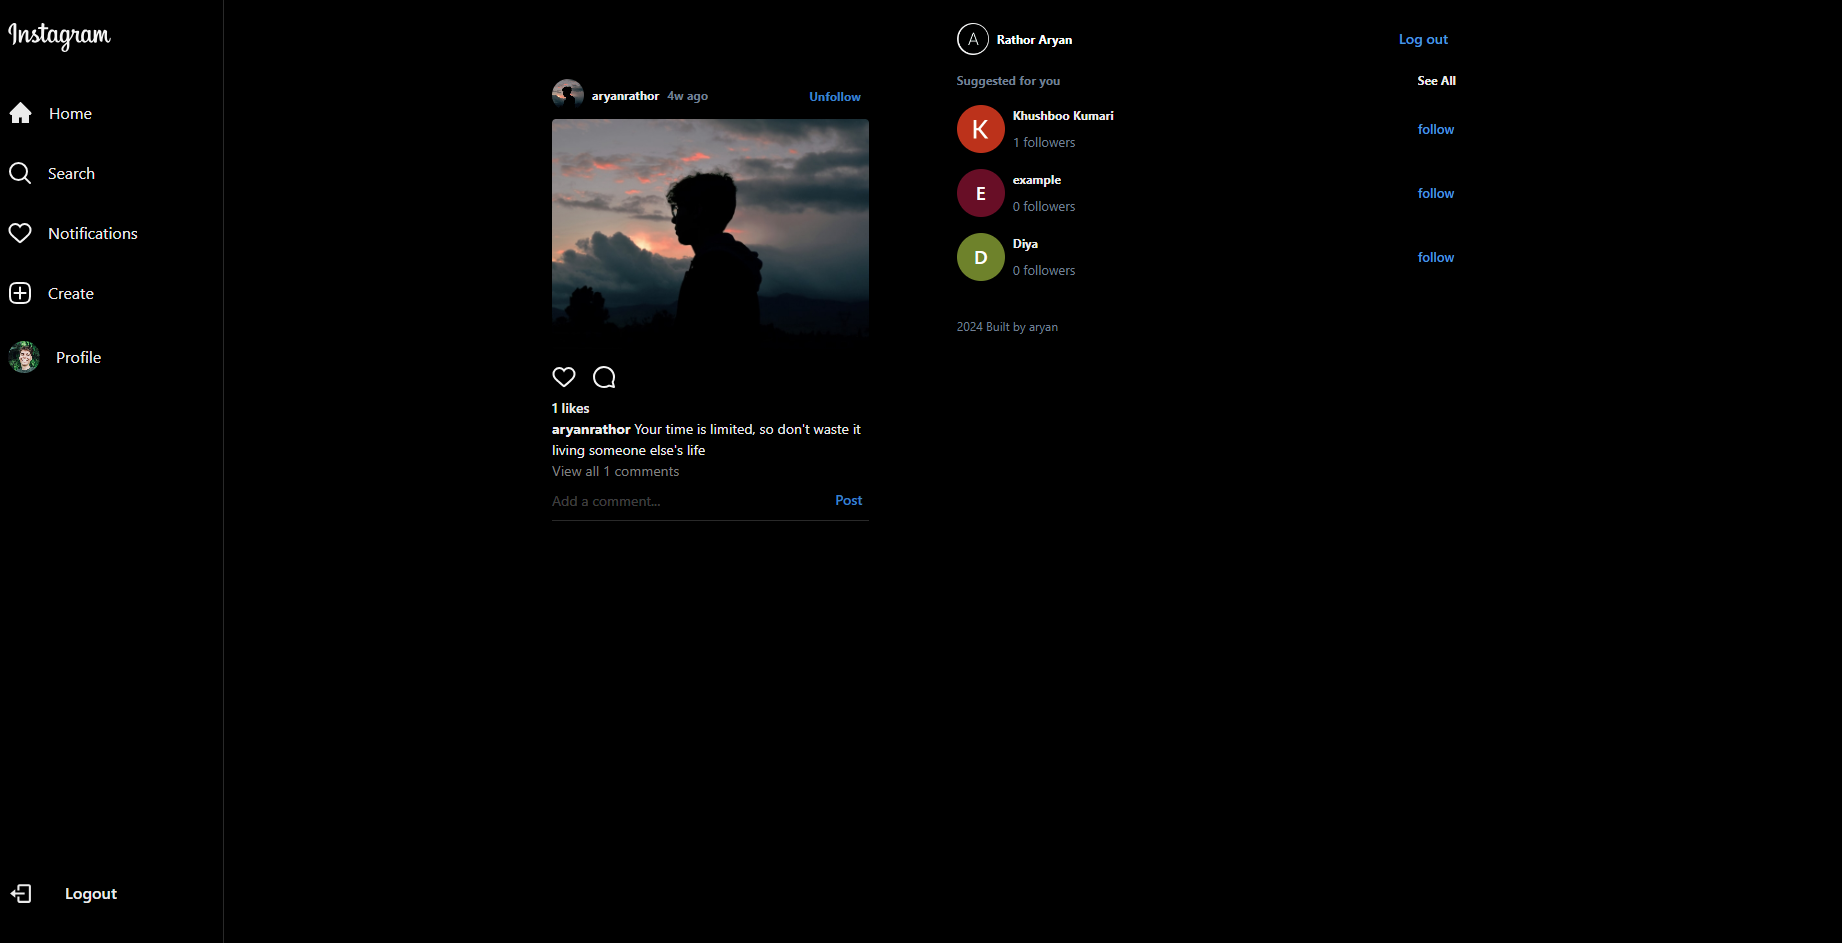 Instagram
Home
Search
Notifications
Create
Profile
Logout
aryanrathor 4w ago Unfollow
1 likes
aryanrathor Your time is limited, so don't waste it
living someone else's life
View all 1 comments
Add a comment... Post
A Rathor Aryan Log out
Suggested for you See All
K Khushboo Kumari
1 followers follow
E example
0 followers follow
D Diya
0 followers follow
2024 Built by aryan